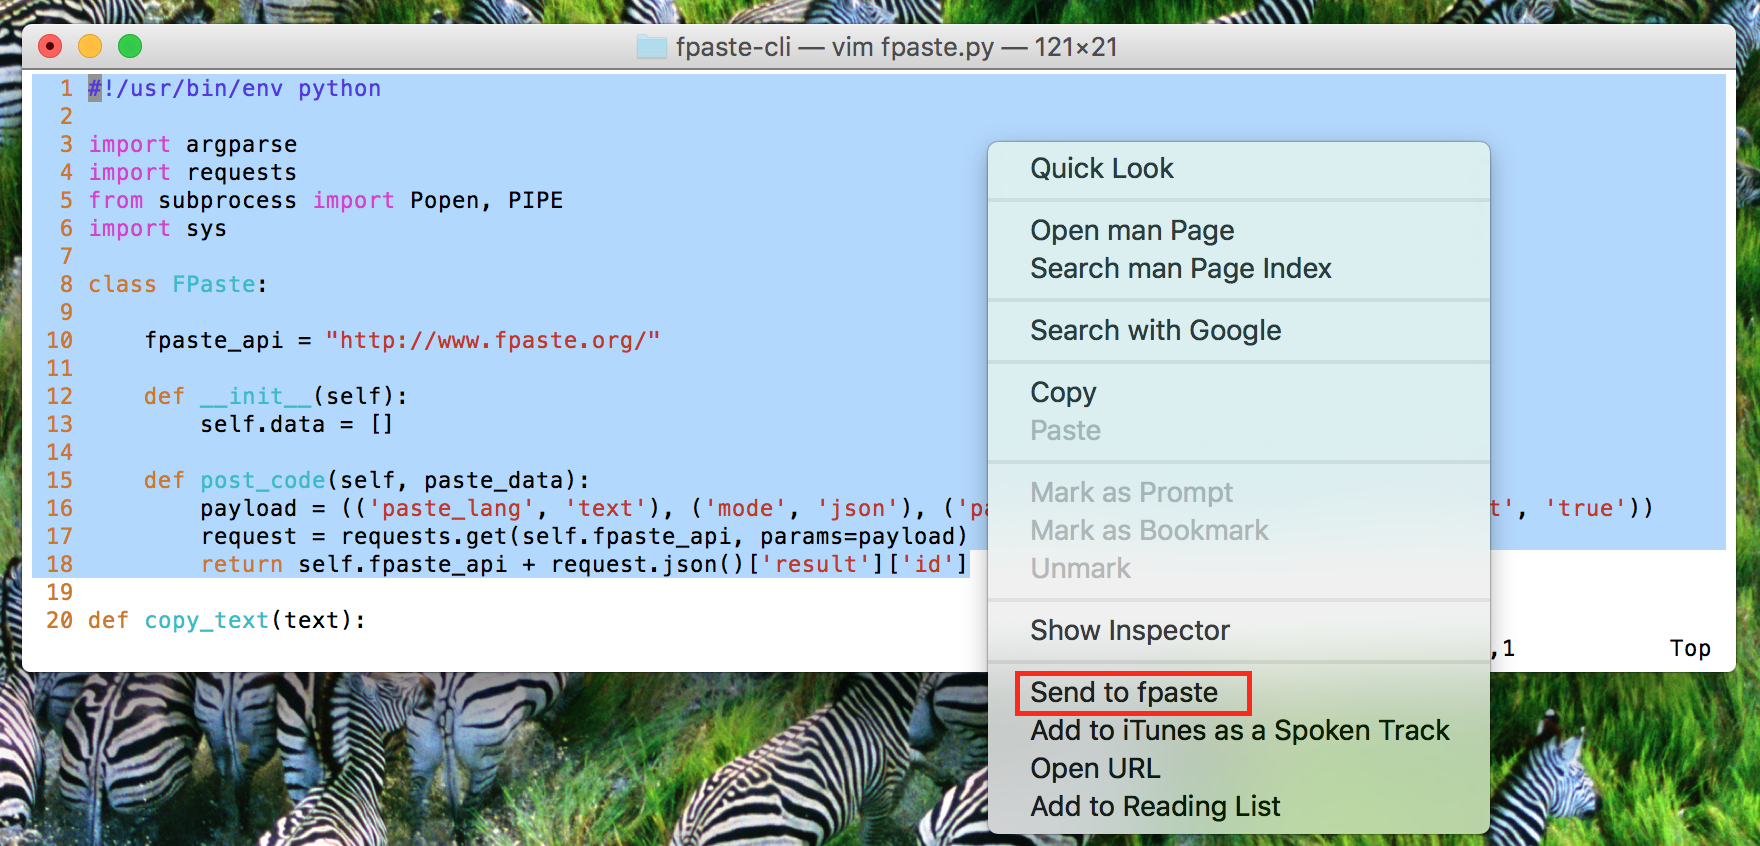 fpaste-cli — vim fpaste.py — 121×21
1 #!/usr/bin/env python
2
3 import argparse
4 import requests
5 from subprocess import Popen, PIPE
6 import sys
7
8 class FPaste:
9
10     fpaste_api = "http://www.fpaste.org/"
11
12     def __init__(self):
13         self.data = []
14
15     def post_code(self, paste_data):
16         payload = (('paste_lang', 'text'), ('mode', 'json'), ('pa t', 'true'))
17         request = requests.get(self.fpaste_api, params=payload)
18         return self.fpaste_api + request.json()['result']['id']
19
20 def copy_text(text):
,1 Top
Quick Look
Open man Page
Search man Page Index
Search with Google
Copy
Paste
Mark as Prompt
Mark as Bookmark
Unmark
Show Inspector
Send to fpaste
Add to iTunes as a Spoken Track
Open URL
Add to Reading List